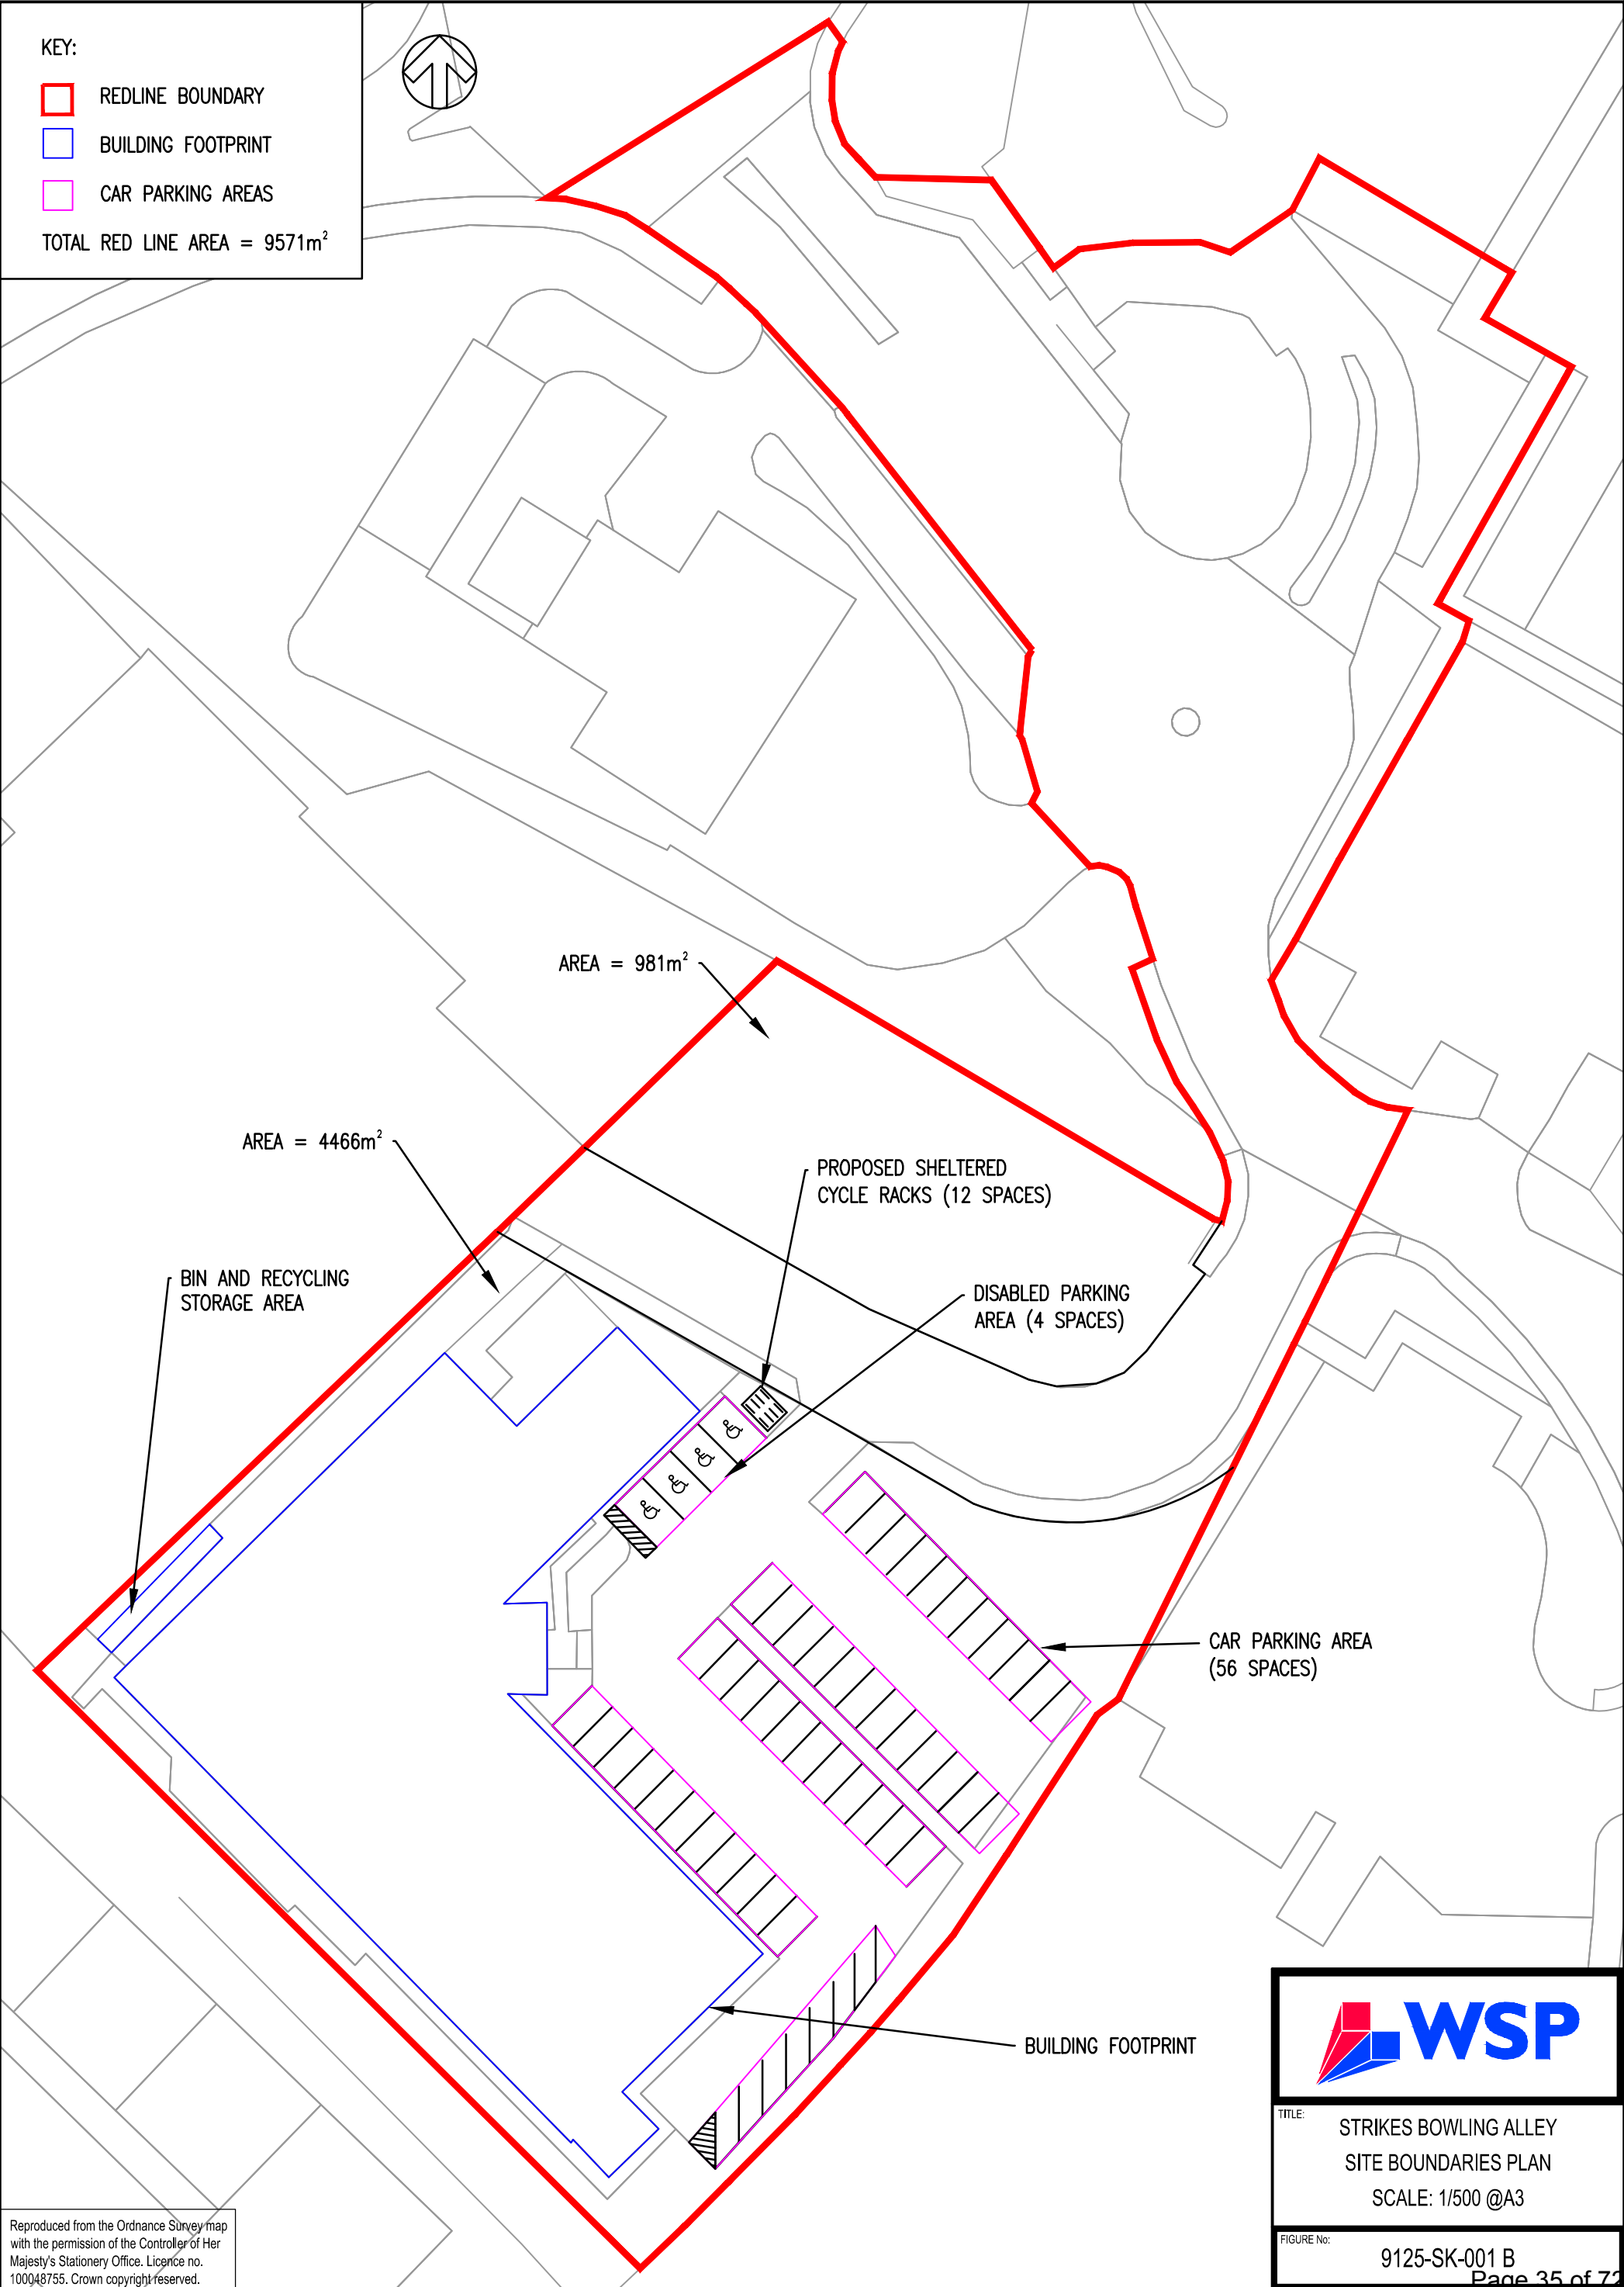 KEY:
REDLINE BOUNDARY
BUILDING FOOTPRINT
CAR PARKING AREAS
TOTAL RED LINE AREA = 9571m²
AREA = 981m²
AREA = 4466m²
PROPOSED SHELTERED
CYCLE RACKS (12 SPACES)
BIN AND RECYCLING
STORAGE AREA
DISABLED PARKING
AREA (4 SPACES)
CAR PARKING AREA
(56 SPACES)
BUILDING FOOTPRINT
WSP
TITLE:
STRIKES BOWLING ALLEY
SITE BOUNDARIES PLAN
SCALE: 1/500 @A3
FIGURE No:
9125-SK-001 B
Page 35 of 72
Reproduced from the Ordnance Survey map
with the permission of the Controller of Her
Majesty's Stationery Office. Licence no.
100048755. Crown copyright reserved.